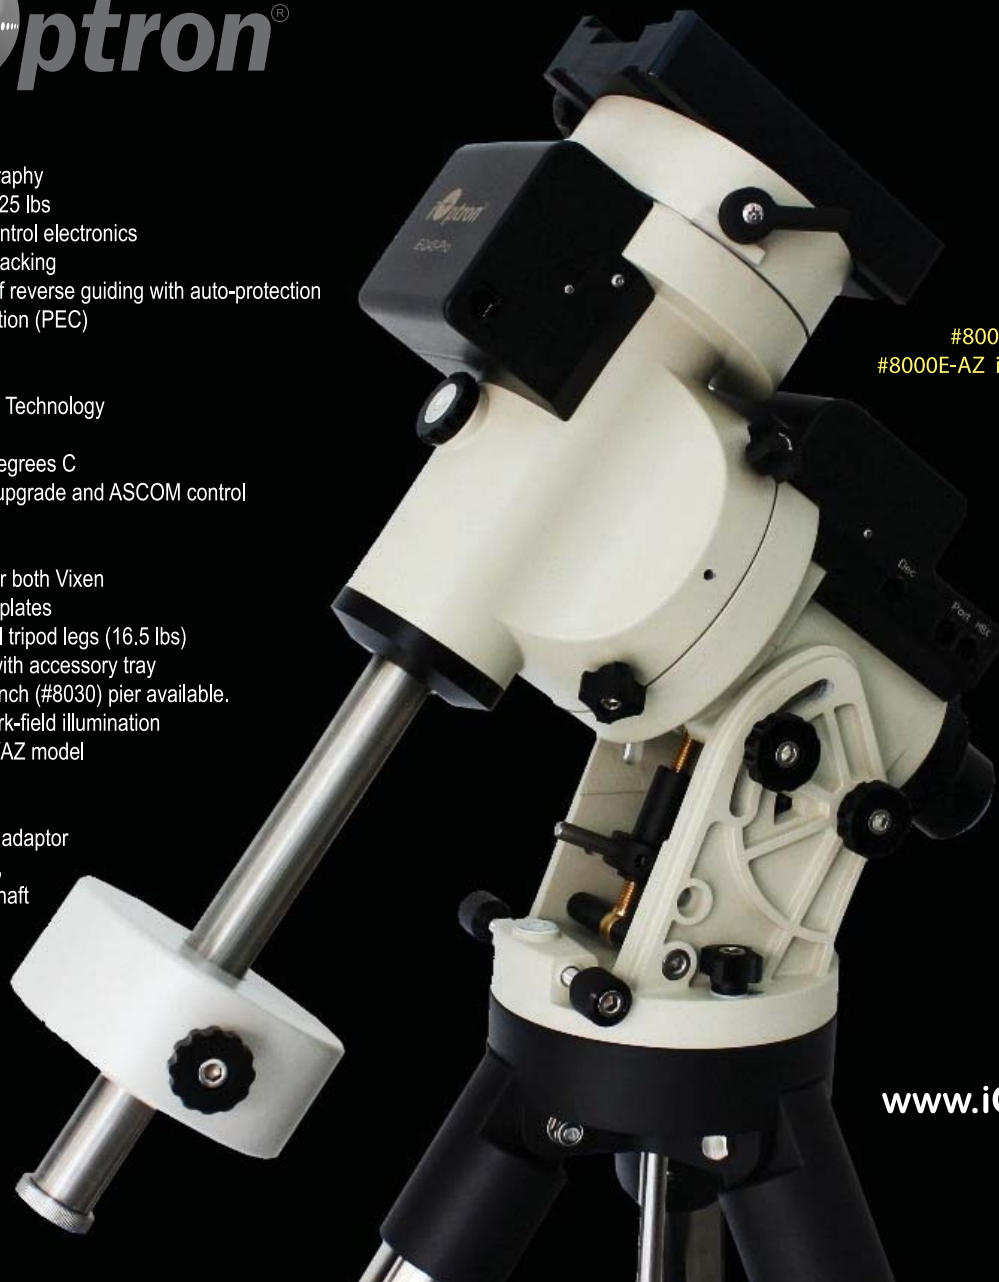 ptron®
raphy
25 lbs
ntrol electronics
acking
f reverse guiding with auto-protection
tion (PEC)
Technology
egrees C
upgrade and ASCOM control
r both Vixen
plates
l tripod legs (16.5 lbs)
with accessory tray
nch (#8030) pier available.
rk-field illumination
AZ model
adaptor
haft
iOptron
#800
#8000E-AZ i
Dec
Port HBX
www.i